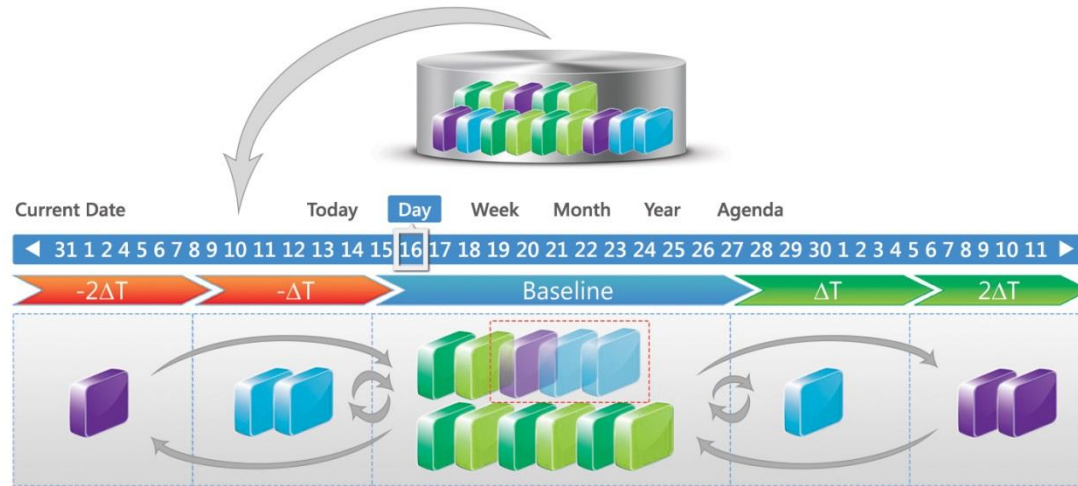 Current Date Today Day Week Month Year Agenda
31 1 2 4 5 6 7 8 9 10 11 12 13 14 15 16 17 18 19 20 21 22 23 24 25 26 27 28 29 30 1 2 3 4 5 6 7 8 9 10 11
-2ΔT -ΔT Baseline ΔT 2ΔT